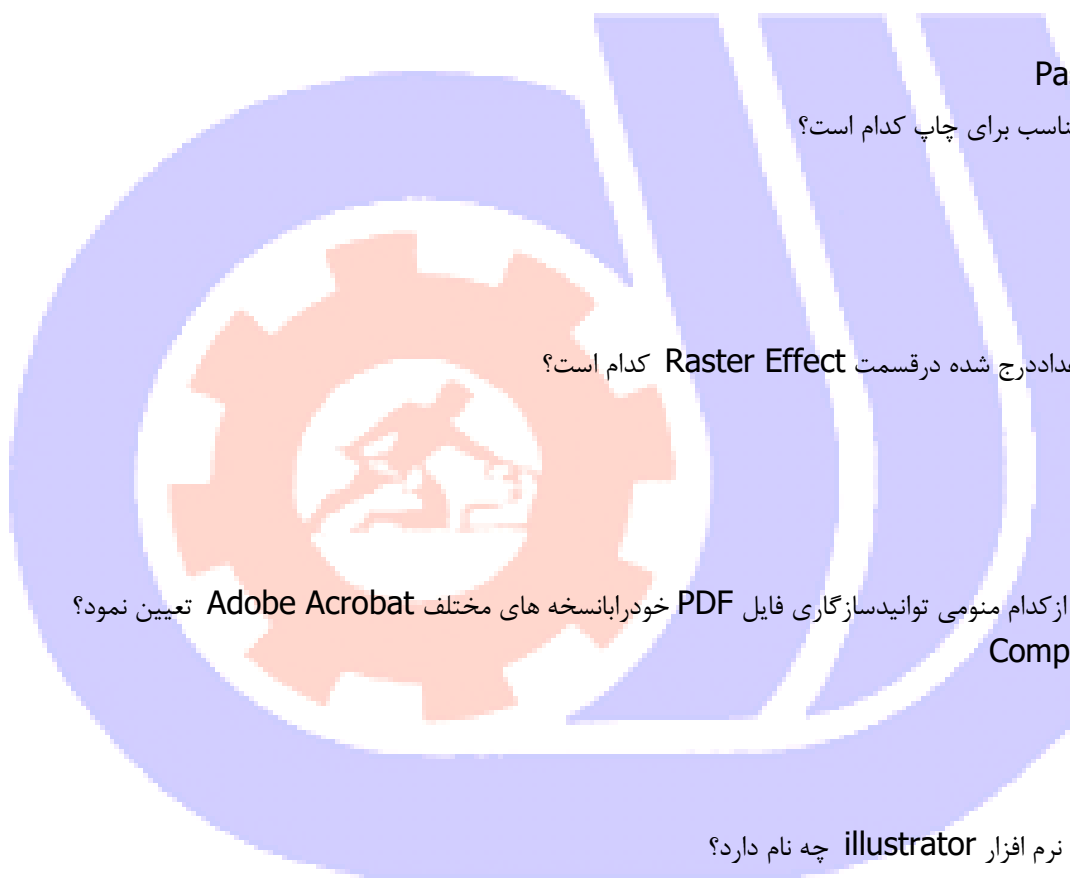 Pa
ناسب برای چاپ کدام است؟
عداددرج شده درقسمت Raster Effect کدام است؟
ازکدام منومی توانیدسازگاری فایل PDF خودرابانسخه های مختلف Adobe Acrobat تعیین نمود؟
Comp
نرم افزار illustrator چه نام دارد؟